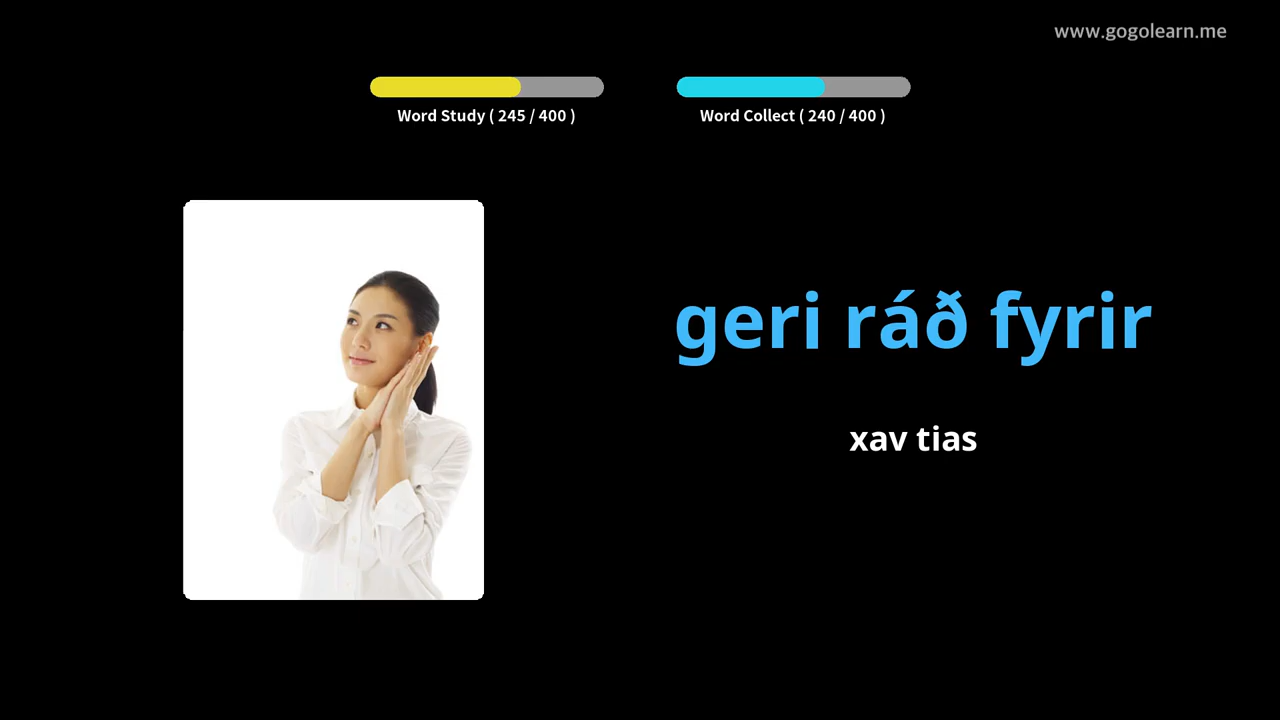 www.gogolearn.me
Word Study ( 245 / 400 )
Word Collect ( 240 / 400 )
geri ráð fyrir
xav tias